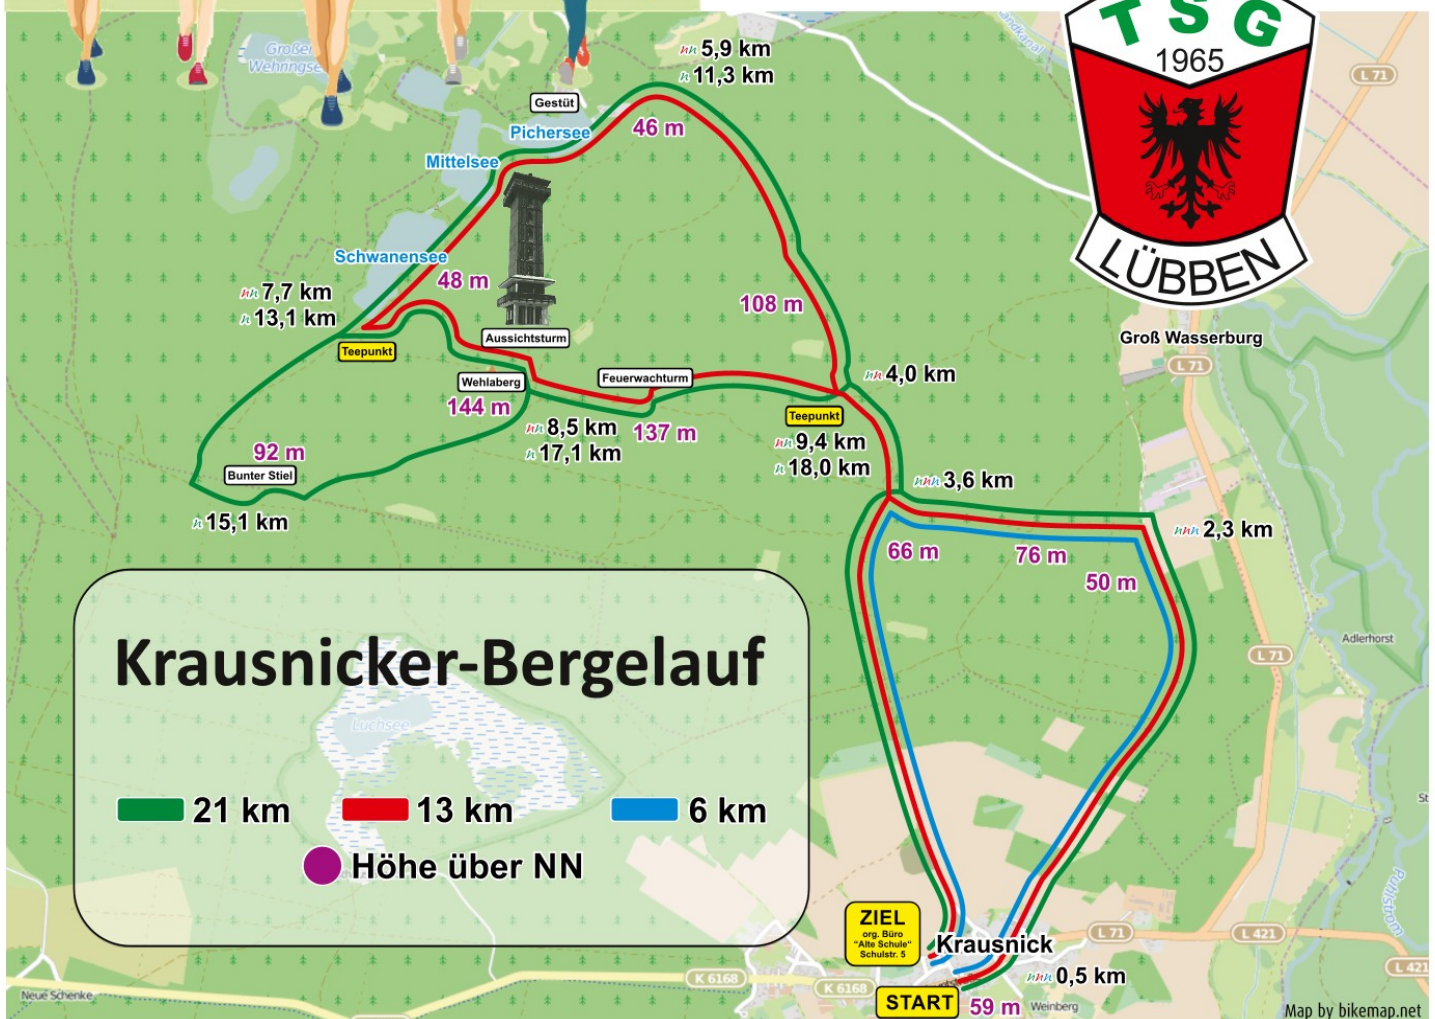 TSG
1965
LÜBBEN
L 71
Großer
Wehringsee
5,9 km
11,3 km
Gestüt
Pichersee
46 m
Mittelsee
Schwanensee
48 m
7,7 km
13,1 km
108 m
Aussichtsturm
Groß Wasserburg
L 71
Teepunkt
Wehlaberg
Feuerwachturm
4,0 km
144 m
Teepunkt
8,5 km
137 m
9,4 km
17,1 km
18,0 km
92 m
Bunter Stiel
3,6 km
15,1 km
2,3 km
66 m
76 m
50 m
Krausnicker-Bergelauf
Adlerhorst
L 71
Luchsee
21 km
13 km
6 km
Höhe über NN
ZIEL
org. Büro
"Alte Schule"
Schulstr. 5
Krausnick
L 71
L 421
L 421
K 6168
K 6168
0,5 km
START
59 m
Weinberg
Neue Schenke
Map by bikemap.net